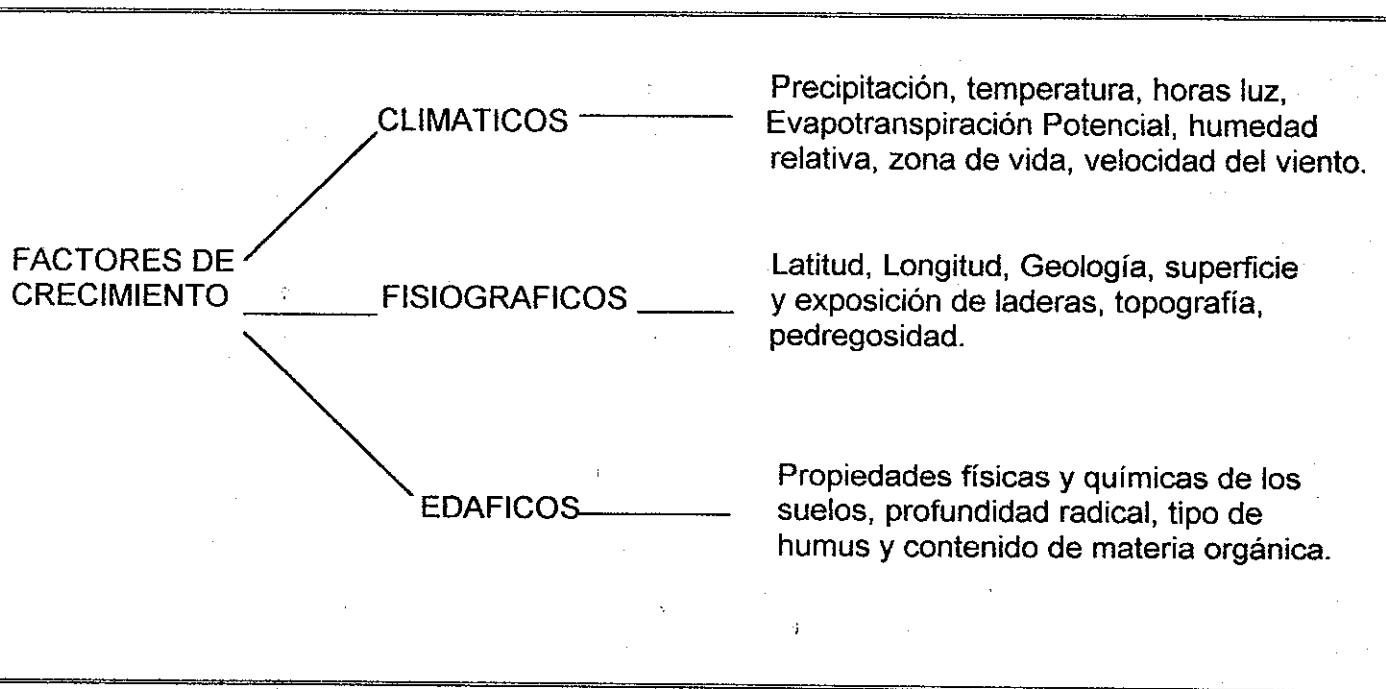 CLIMATICOS
Precipitación, temperatura, horas luz,
Evapotranspiración Potencial, humedad
relativa, zona de vida, velocidad del viento.
FACTORES DE
CRECIMIENTO
FISIOGRAFICOS
Latitud, Longitud, Geología, superficie
y exposición de laderas, topografía,
pedregosidad.
EDAFICOS
Propiedades físicas y químicas de los
suelos, profundidad radical, tipo de
humus y contenido de materia orgánica.